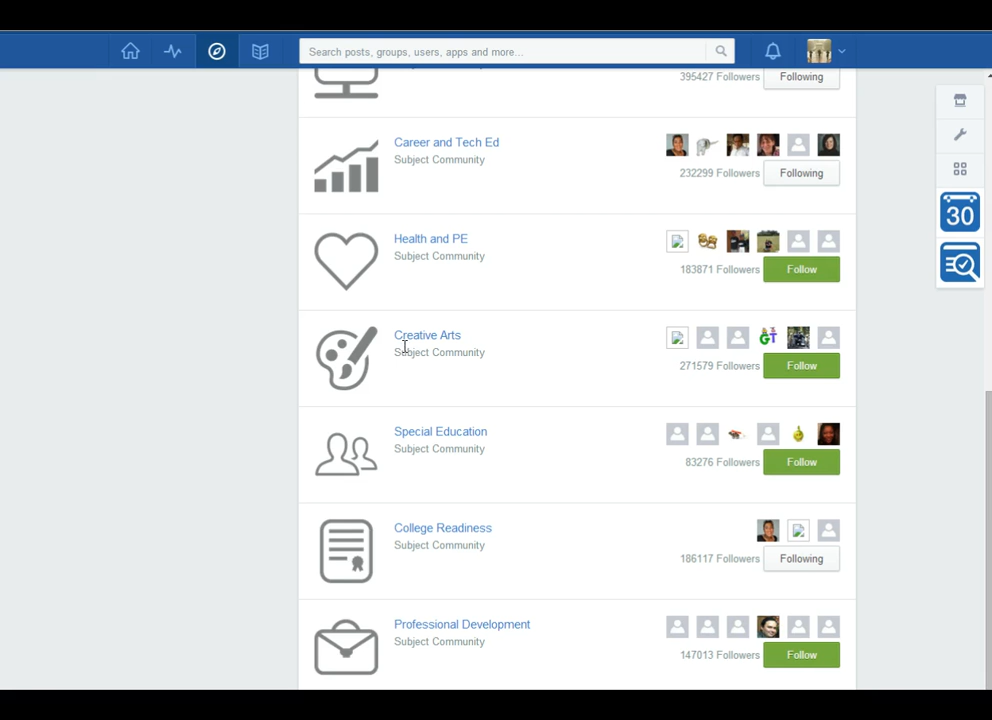 Search posts, groups, users, apps and more...
395427 Followers Following
Career and Tech Ed
Subject Community
232299 Followers Following
Health and PE
Subject Community
183871 Followers Follow
Creative Arts
Subject Community
GT
271579 Followers Follow
Special Education
Subject Community
83276 Followers Follow
College Readiness
Subject Community
186117 Followers Following
Professional Development
Subject Community
147013 Followers Follow
30